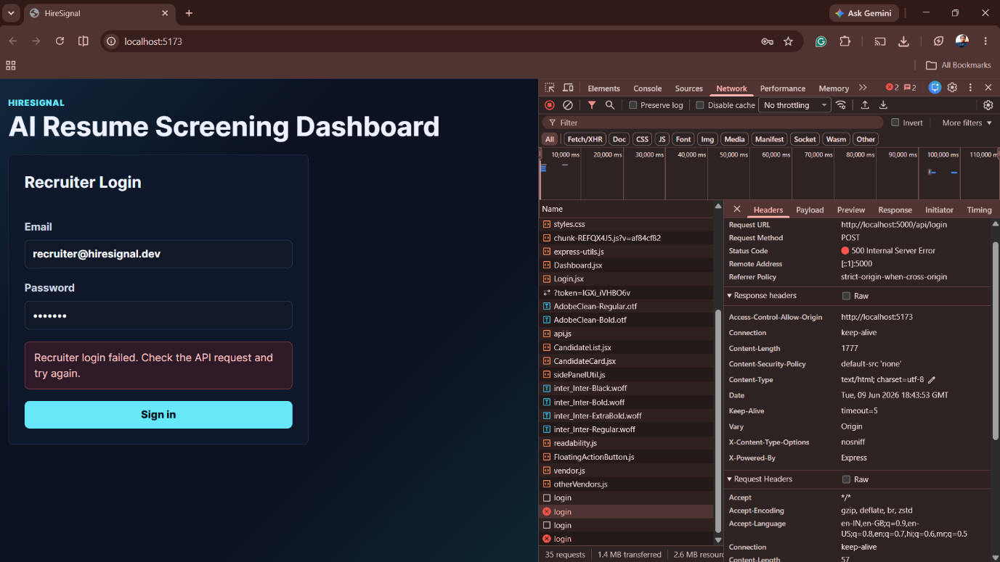 HireSignal
Ask Gemini
localhost:5173
All Bookmarks
HIRESIGNAL
AI Resume Screening Dashboard
Recruiter Login
Email
recruiter@hiresignal.dev
Password
•••••••
Recruiter login failed. Check the API request and
try again.
Sign in
Elements Console Sources Network Performance Memory 2 2
Preserve log Disable cache No throttling
Filter Invert More filters
All Fetch/XHR Doc CSS JS Font Img Media Manifest Socket Wasm Other
10,000 ms 20,000 ms 30,000 ms 40,000 ms 50,000 ms 60,000 ms 70,000 ms 80,000 ms 90,000 ms 100,000 ms 110,000 m
Name
styles.css
chunk-REFQX4J5.js?v=af84cf82
express-utils.js
Dashboard.jsx
Login.jsx
?token=IGXi_iVHBO6v
AdobeClean-Regular.otf
AdobeClean-Bold.otf
api.js
CandidateList.jsx
CandidateCard.jsx
sidePanelUtil.js
inter_Inter-Black.woff
inter_Inter-Bold.woff
inter_Inter-ExtraBold.woff
inter_Inter-Regular.woff
readability.js
FloatingActionButton.js
vendor.js
otherVendors.js
login
login
login
login
35 requests 1.4 MB transferred 2.6 MB resourc
Headers Payload Preview Response Initiator Timing
Request URL http://localhost:5000/api/login
Request Method POST
Status Code 500 Internal Server Error
Remote Address [::1]:5000
Referrer Policy strict-origin-when-cross-origin
Response headers Raw
Access-Control-Allow-Origin http://localhost:5173
Connection keep-alive
Content-Length 1777
Content-Security-Policy default-src 'none'
Content-Type text/html; charset=utf-8
Date Tue, 09 Jun 2026 18:43:53 GMT
Keep-Alive timeout=5
Vary Origin
X-Content-Type-Options nosniff
X-Powered-By Express
Request Headers Raw
Accept */*
Accept-Encoding gzip, deflate, br, zstd
Accept-Language en-IN,en-GB;q=0.9,en-
US;q=0.8,en;q=0.7,hi;q=0.6,mr;q=0.5
Connection keep-alive
Content-Length 57